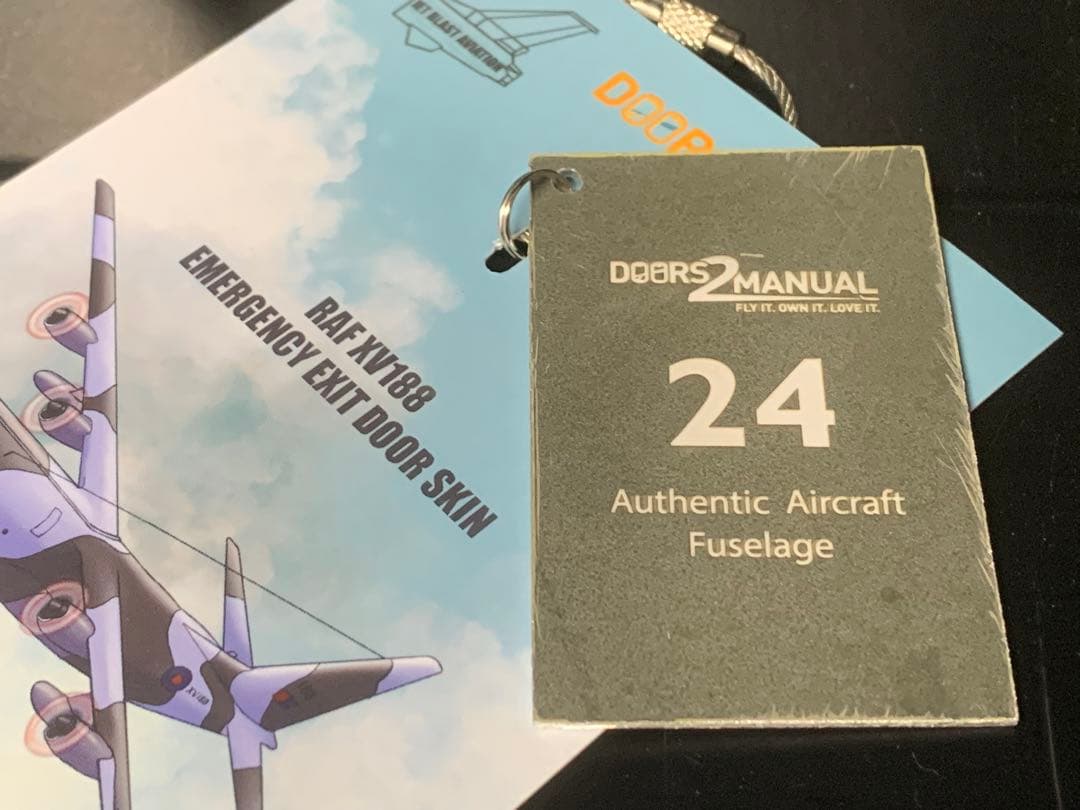 JET BLAST AVIATION
DOOR
RAF XV188
EMERGENCY EXIT DOOR SKIN
XV188
DOORS2MANUAL
FLY IT. OWN IT. LOVE IT.
24
Authentic Aircraft
Fuselage